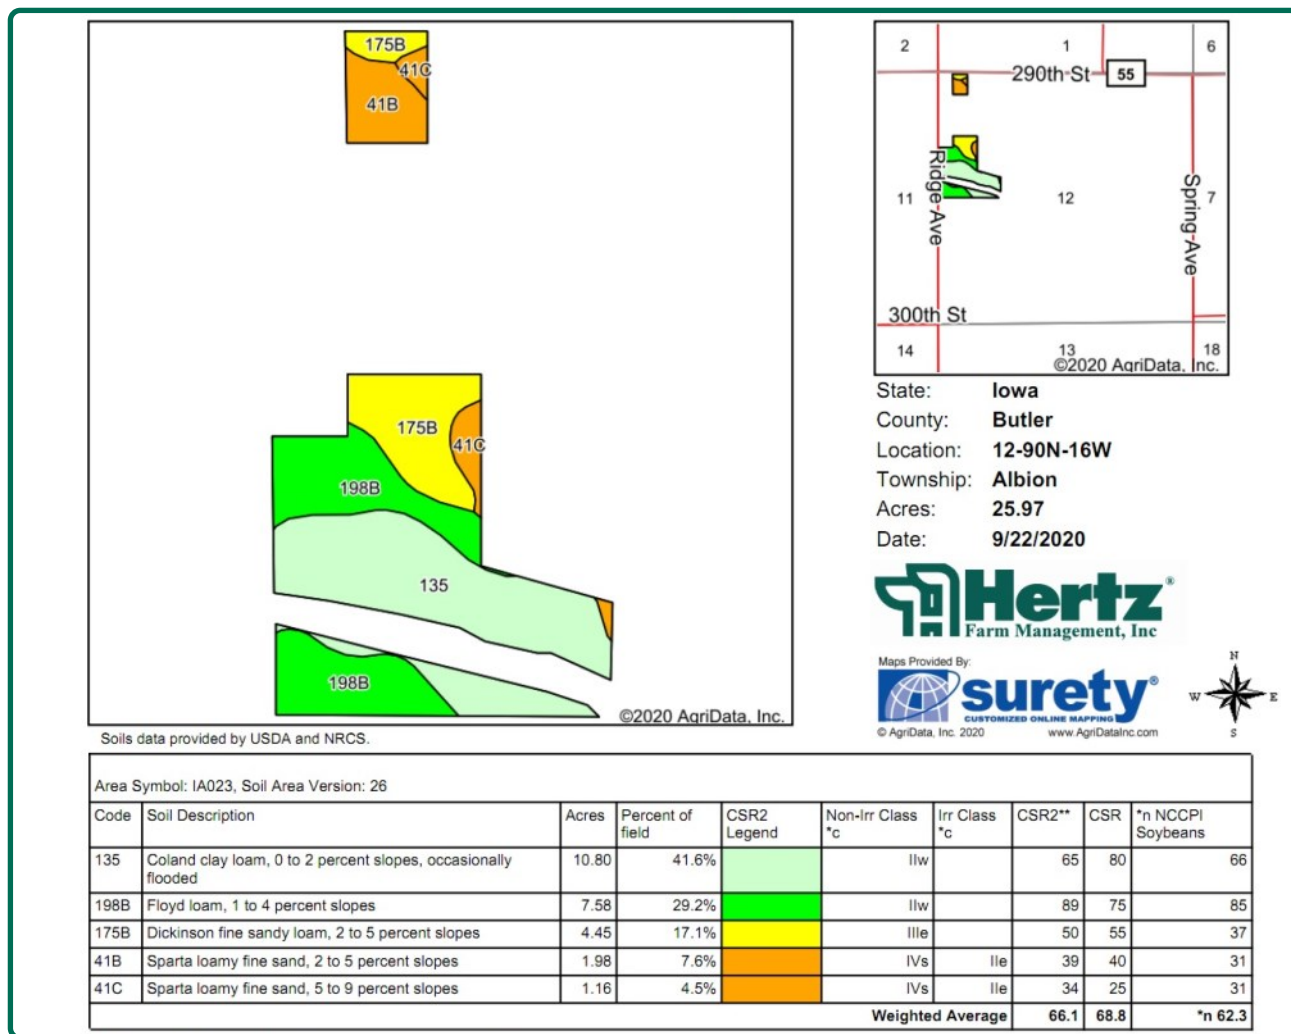 175B
41C
41B
175B
41C
198B
135
198B
©2020 AgriData, Inc.
Soils data provided by USDA and NRCS.
2 1 6
290th St 55
Ridge Ave
Spring Ave
11 12 7
300th St
14 13 18
©2020 AgriData, Inc.
State: Iowa
County: Butler
Location: 12-90N-16W
Township: Albion
Acres: 25.97
Date: 9/22/2020
Hertz®
Farm Management, Inc
Maps Provided By:
surety®
CUSTOMIZED ONLINE MAPPING
© AgriData, Inc. 2020 www.AgriDataInc.com
N
W E
S
Area Symbol: IA023, Soil Area Version: 26
Code Soil Description Acres Percent of field CSR2 Legend Non-Irr Class *c Irr Class *c CSR2** CSR *n NCCPI Soybeans
135 Coland clay loam, 0 to 2 percent slopes, occasionally flooded 10.80 41.6% IIw 65 80 66
198B Floyd loam, 1 to 4 percent slopes 7.58 29.2% IIw 89 75 85
175B Dickinson fine sandy loam, 2 to 5 percent slopes 4.45 17.1% IIIe 50 55 37
41B Sparta loamy fine sand, 2 to 5 percent slopes 1.98 7.6% IVs IIe 39 40 31
41C Sparta loamy fine sand, 5 to 9 percent slopes 1.16 4.5% IVs IIe 34 25 31
Weighted Average 66.1 68.8 *n 62.3